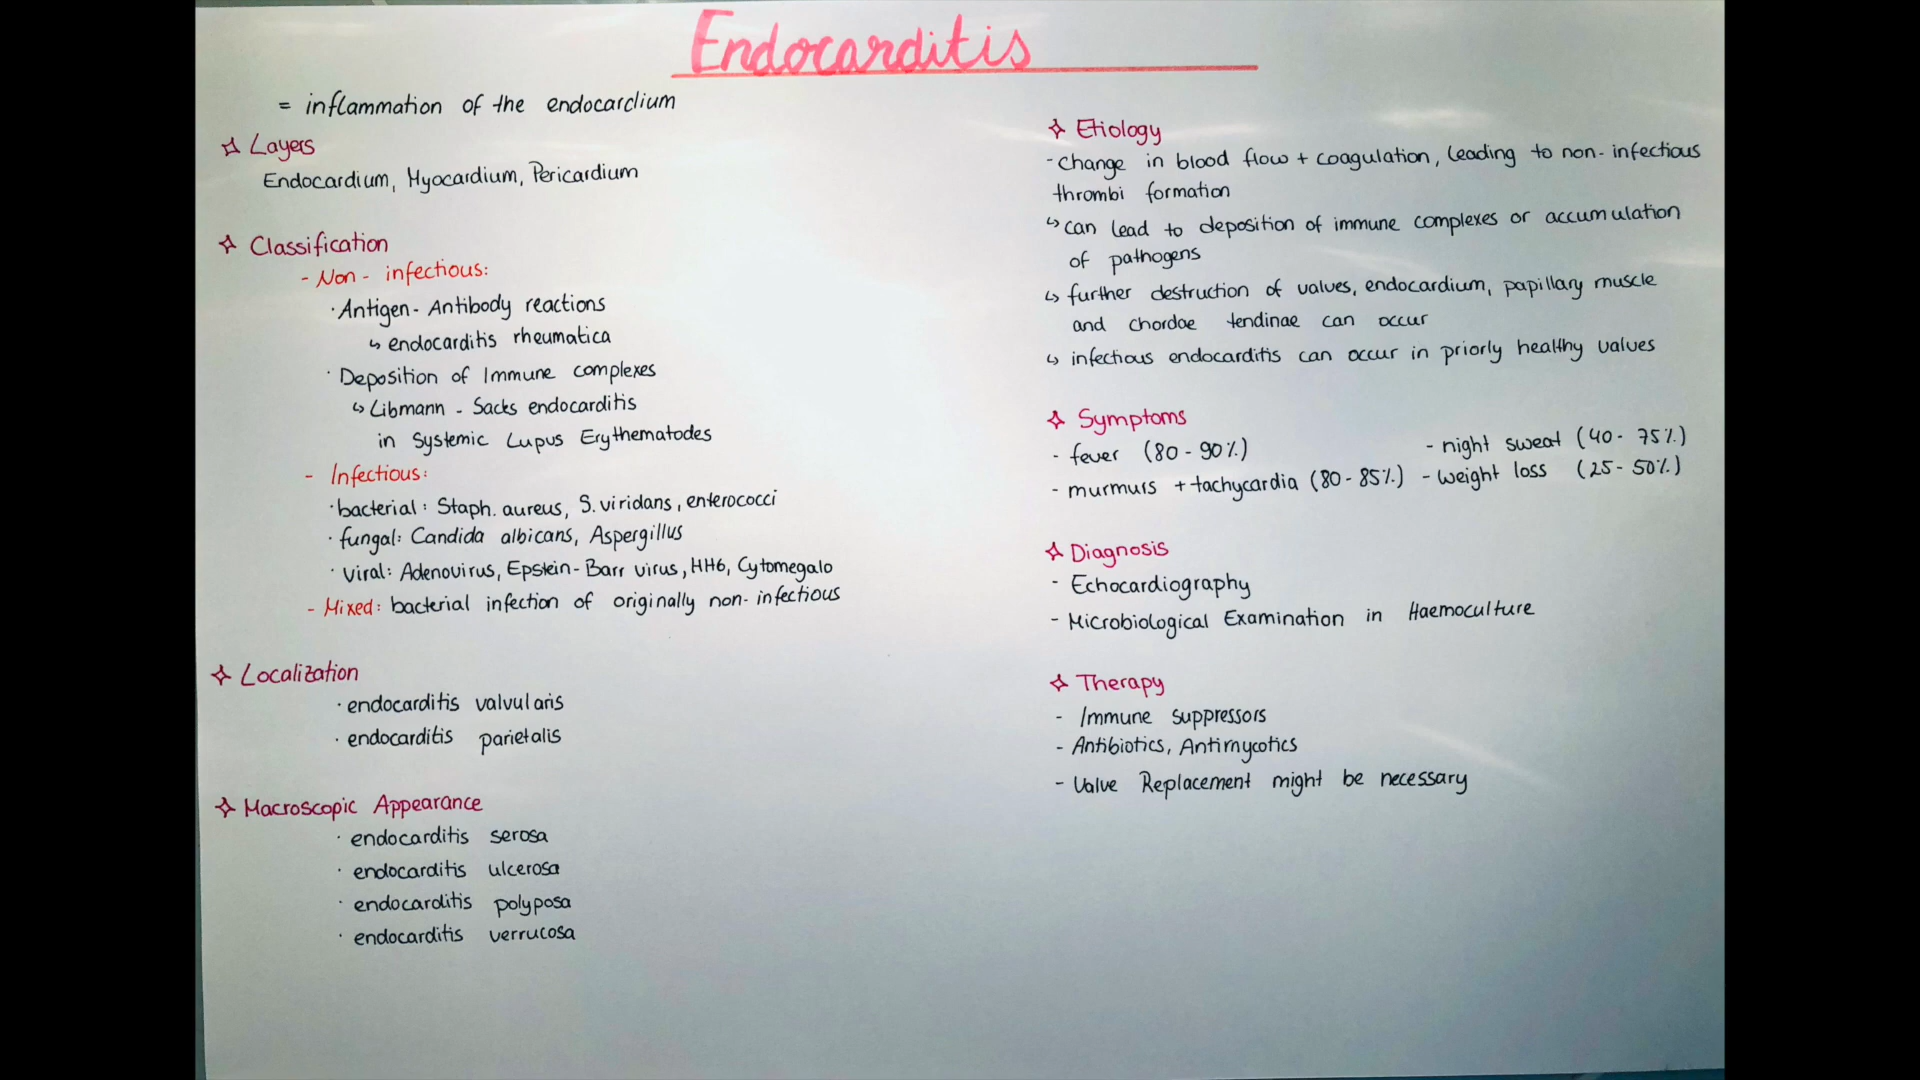 Endocarditis
= inflammation of the endocardium
Layers
Endocardium, Myocardium, Pericardium
Classification
- Non-infectious:
· Antigen-Antibody reactions
↳ endocarditis rheumatica
· Deposition of Immune complexes
↳ Libmann - Sacks endocarditis
in Systemic Lupus Erythematodes
- Infectious:
· bacterial: Staph. aureus, S. viridans, enterococci
· fungal: Candida albicans, Aspergillus
· viral: Adenovirus, Epstein-Barr virus, HH6, Cytomegalo
- Mixed: bacterial infection of originally non-infectious
Localization
· endocarditis valvularis
· endocarditis parietalis
Macroscopic Appearance
· endocarditis serosa
· endocarditis ulcerosa
· endocarditis polyposa
· endocarditis verrucosa
Etiology
- change in blood flow + coagulation, leading to non-infectious
thrombi formation
↳ can lead to deposition of immune complexes or accumulation
of pathogens
↳ further destruction of valves, endocardium, papillary muscle
and chordae tendinae can occur
↳ infectious endocarditis can occur in priorly healthy valves
Symptoms
- fever (80-90%)
- night sweat (40-75%)
- murmurs + tachycardia (80-85%)
- weight loss (25-50%)
Diagnosis
- Echocardiography
- Microbiological Examination in Haemoculture
Therapy
- Immune suppressors
- Antibiotics, Antimycotics
- Valve Replacement might be necessary